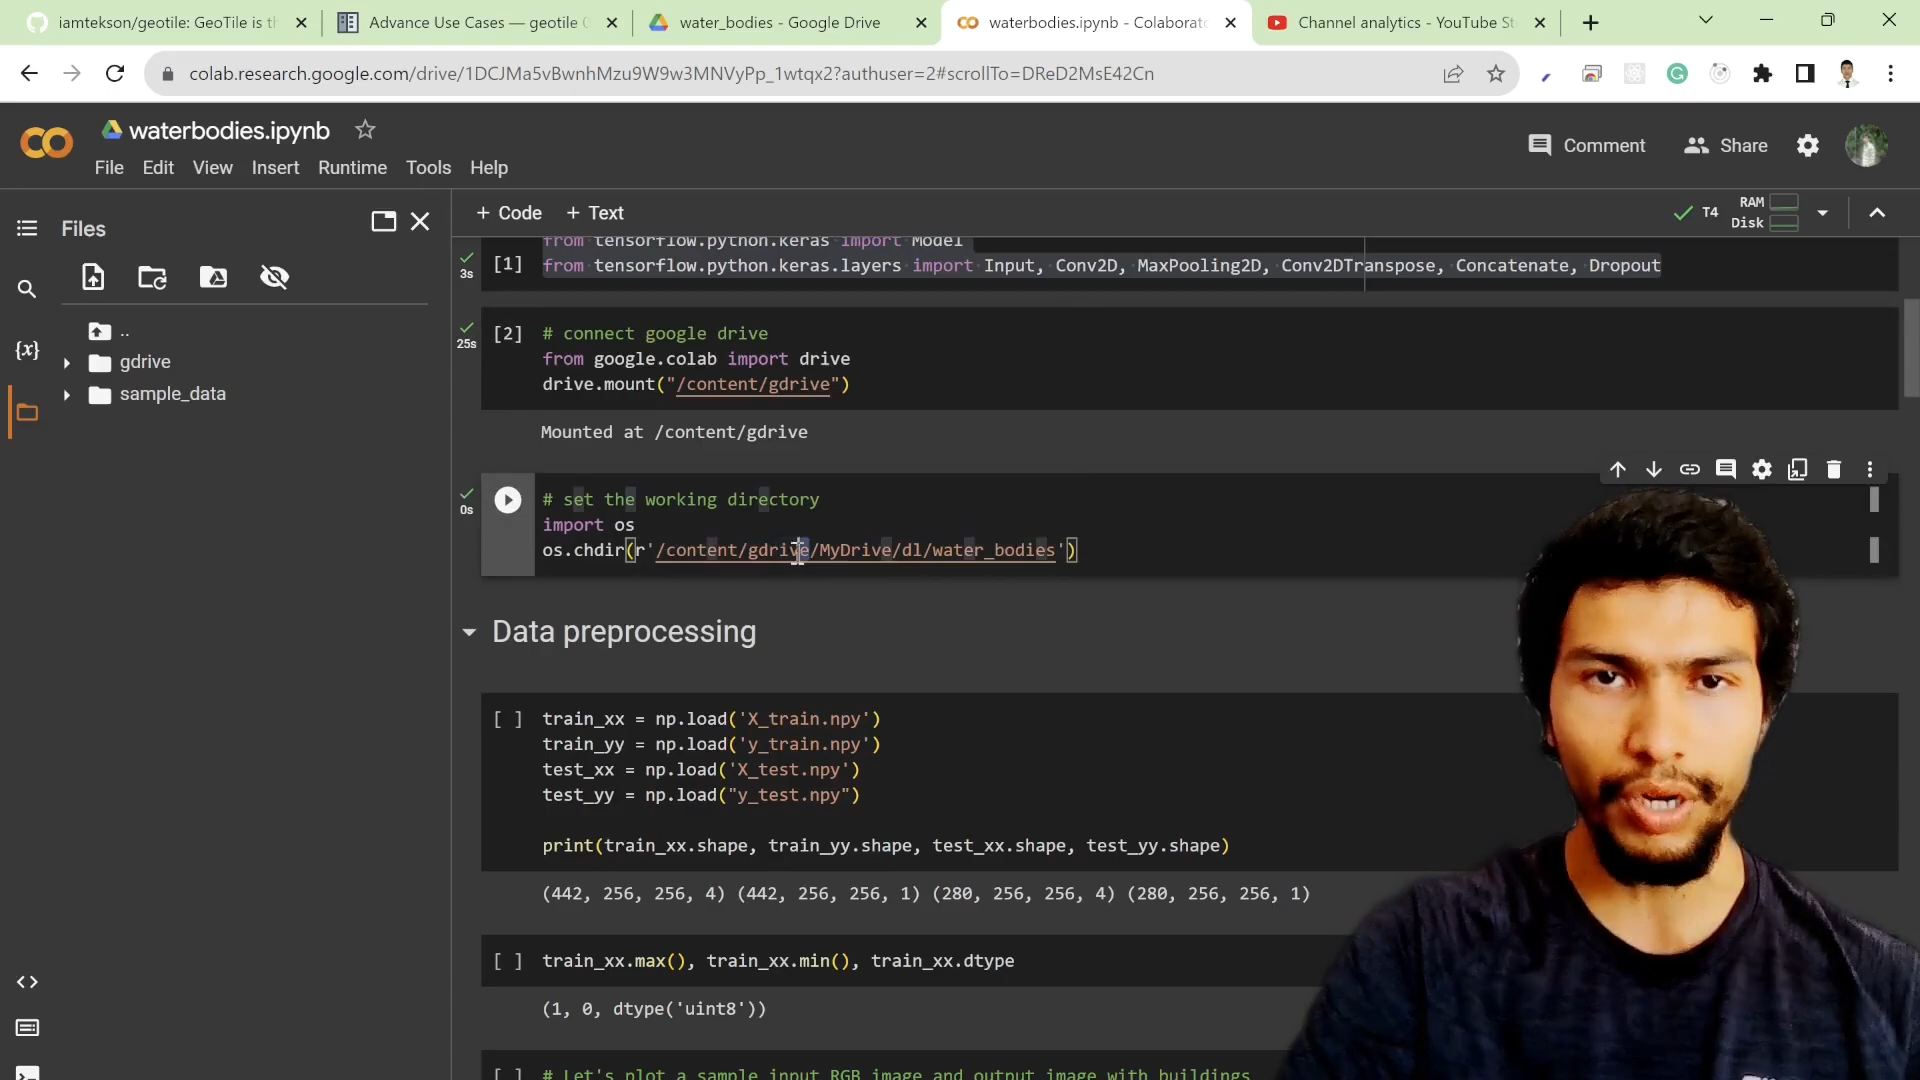 iamtekson/geotile: GeoTile is th
Advance Use Cases — geotile 0
water_bodies - Google Drive
waterbodies.ipynb - Colaborato
Channel analytics - YouTube St
colab.research.google.com/drive/1DCJMa5vBwnhMzu9W9w3MNVyPp_1wtqx2?authuser=2#scrollTo=DReD2MsE42Cn
waterbodies.ipynb
File Edit View Insert Runtime Tools Help
Comment Share
Files
+ Code + Text
T4 RAM
Disk
..
gdrive
sample_data
from tensorflow.python.keras import Model
[1] from tensorflow.python.keras.layers import Input, Conv2D, MaxPooling2D, Conv2DTranspose, Concatenate, Dropout
3s
[2] # connect google drive
25s
from google.colab import drive
drive.mount("/content/gdrive")
Mounted at /content/gdrive
# set the working directory
0s
import os
os.chdir(r'/content/gdrive/MyDrive/dl/water_bodies')
Data preprocessing
[ ] train_xx = np.load('X_train.npy')
train_yy = np.load('y_train.npy')
test_xx = np.load('X_test.npy')
test_yy = np.load("y_test.npy")
print(train_xx.shape, train_yy.shape, test_xx.shape, test_yy.shape)
(442, 256, 256, 4) (442, 256, 256, 1) (280, 256, 256, 4) (280, 256, 256, 1)
[ ] train_xx.max(), train_xx.min(), train_xx.dtype
(1, 0, dtype('uint8'))
[ ] # Let's plot a sample input RGB image and output image with buildings